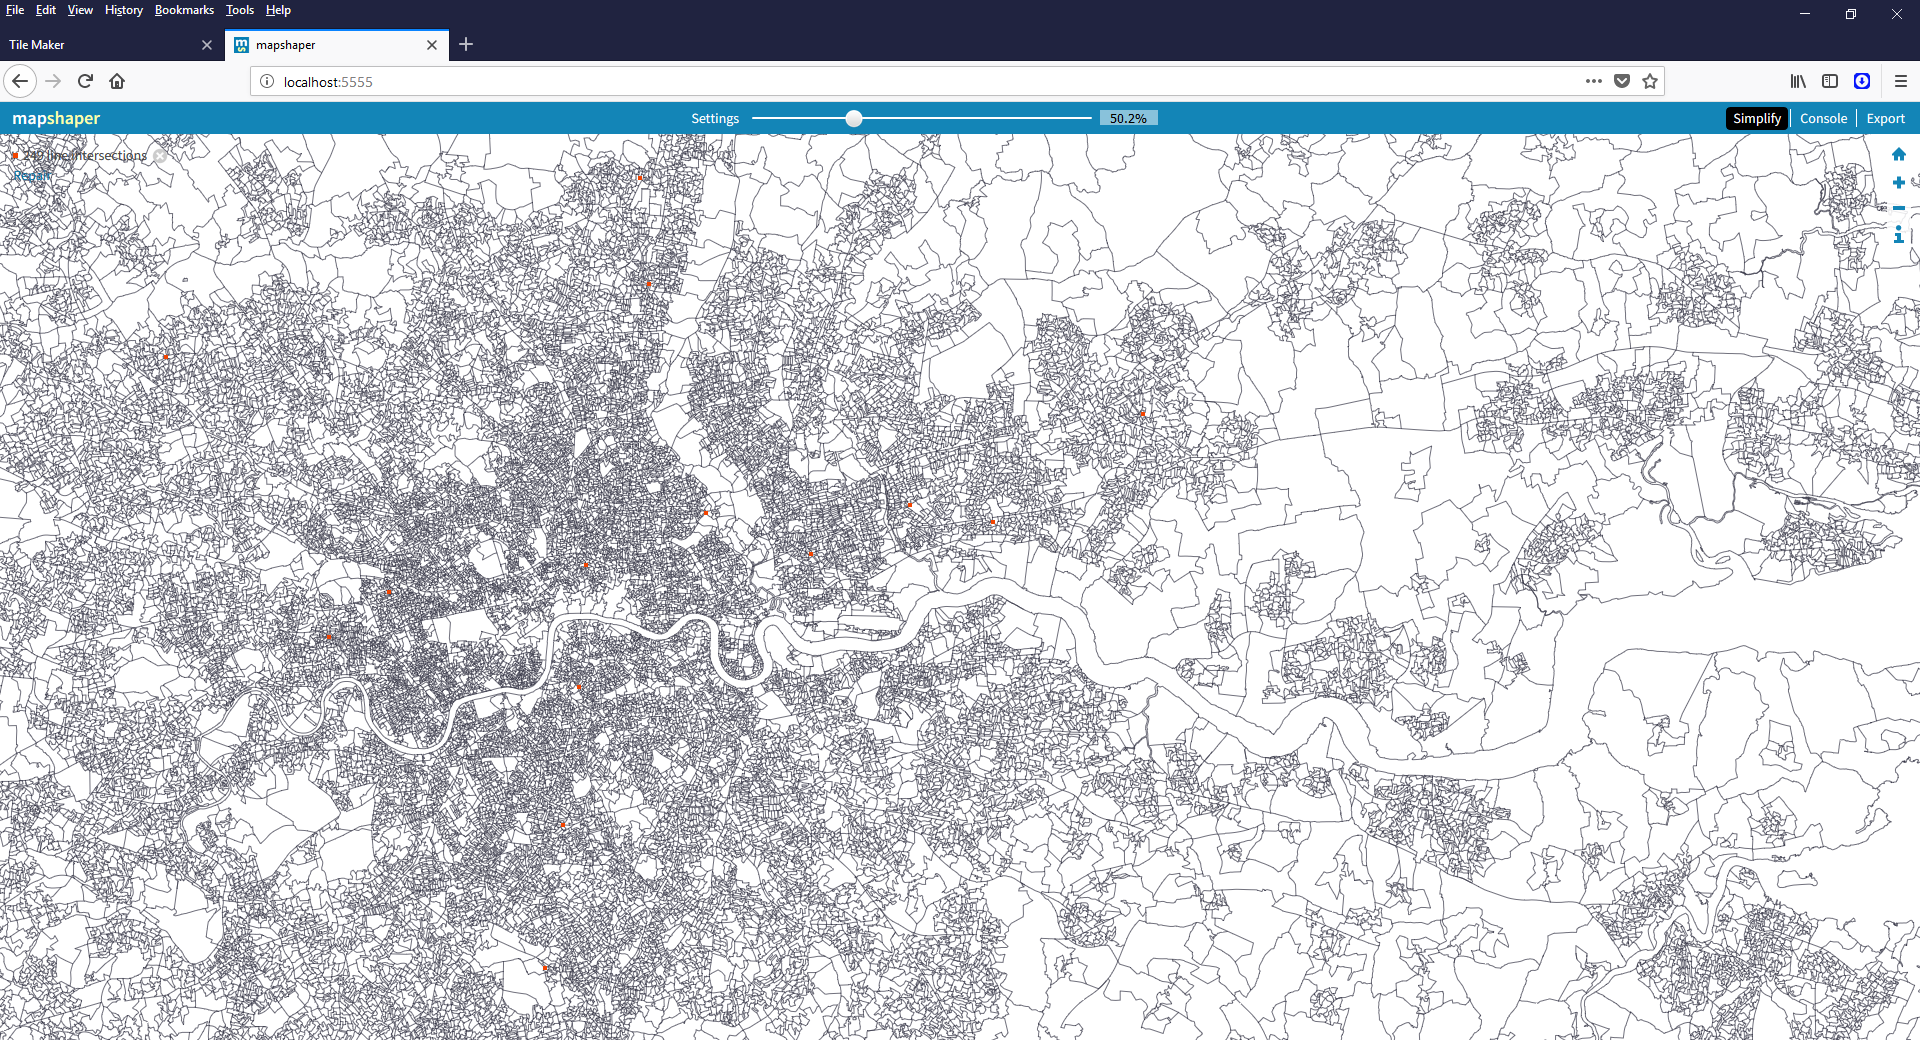 File Edit View History Bookmarks Tools Help
Tile Maker
mapshaper
localhost:5555
mapshaper
Settings
50.2%
Simplify
Console
Export
line intersections
Repair